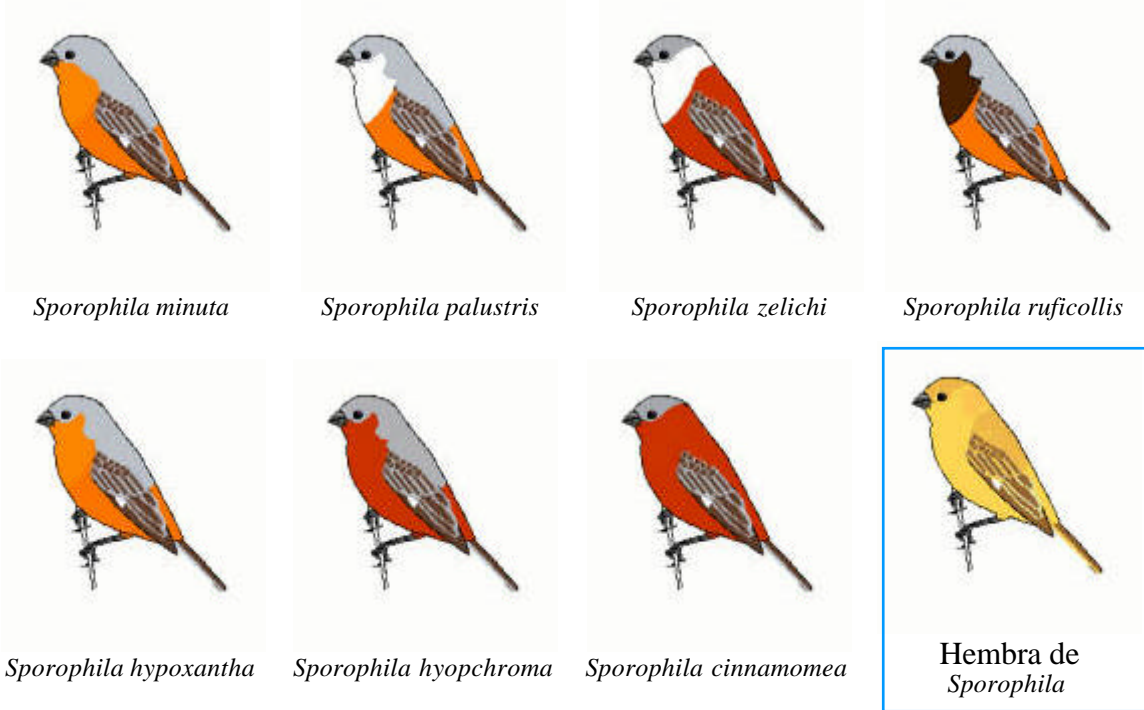 Sporophila minuta
Sporophila palustris
Sporophila zelichi
Sporophila ruficollis
Sporophila hypoxantha
Sporophila hyopchroma
Sporophila cinnamomea
Hembra de
Sporophila